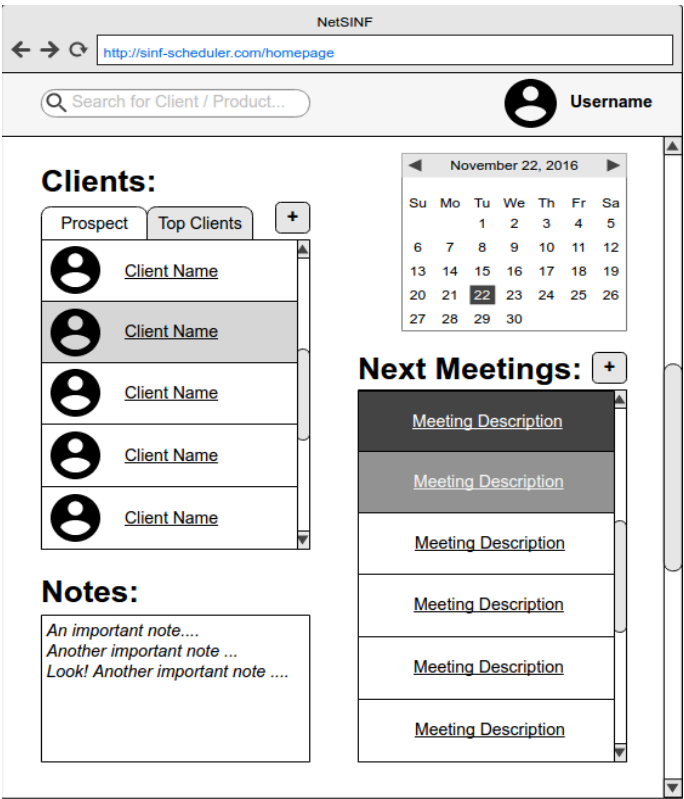 NetSINF
http://sinf-scheduler.com/homepage
Search for Client / Product...
Username
Clients:
Prospect
Top Clients
+
Client Name
Client Name
Client Name
Client Name
Client Name
Notes:
An important note....
Another important note ...
Look! Another important note ....
November 22, 2016
Su Mo Tu We Th Fr Sa
1 2 3 4 5
6 7 8 9 10 11 12
13 14 15 16 17 18 19
20 21 22 23 24 25 26
27 28 29 30
Next Meetings:
+
Meeting Description
Meeting Description
Meeting Description
Meeting Description
Meeting Description
Meeting Description